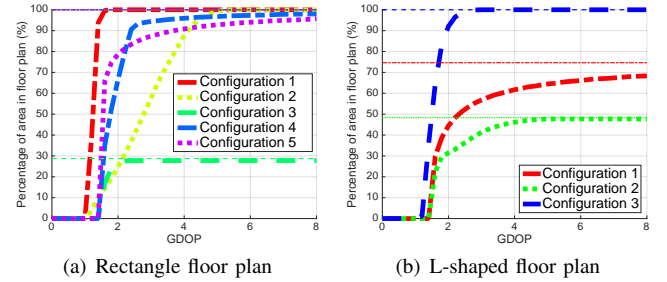 Percentage of area in floor plan (%)
100
90
80
70
60
50
40
30
20
10
0
0 2 4 6 8
GDOP
Configuration 1
Configuration 2
Configuration 3
Configuration 4
Configuration 5
(a) Rectangle floor plan
Percentage of area in floor plan (%)
100
90
80
70
60
50
40
30
20
10
0
0 2 4 6 8
GDOP
Configuration 1
Configuration 2
Configuration 3
(b) L-shaped floor plan